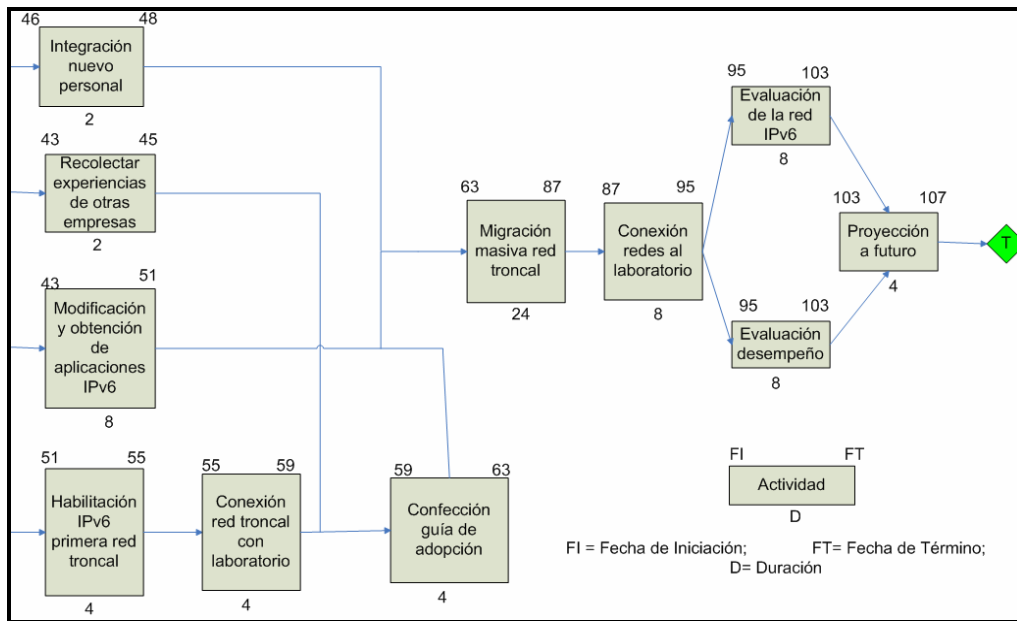 46 48
Integración
nuevo
personal
2
43 45
Recolectar
experiencias
de otras
empresas
2
43 51
Modificación
y obtención
de
aplicaciones
IPv6
8
51 55
Habilitación
IPv6
primera red
troncal
4
55 59
Conexión
red troncal
con
laboratorio
4
59 63
Confección
guía de
adopción
4
63 87
Migración
masiva red
troncal
24
87 95
Conexión
redes al
laboratorio
8
95 103
Evaluación
de la red
IPv6
8
95 103
Evaluación
desempeño
8
103 107
Proyección
a futuro
4
T
FI FT
Actividad
D
FI = Fecha de Iniciación; FT= Fecha de Término;
D= Duración